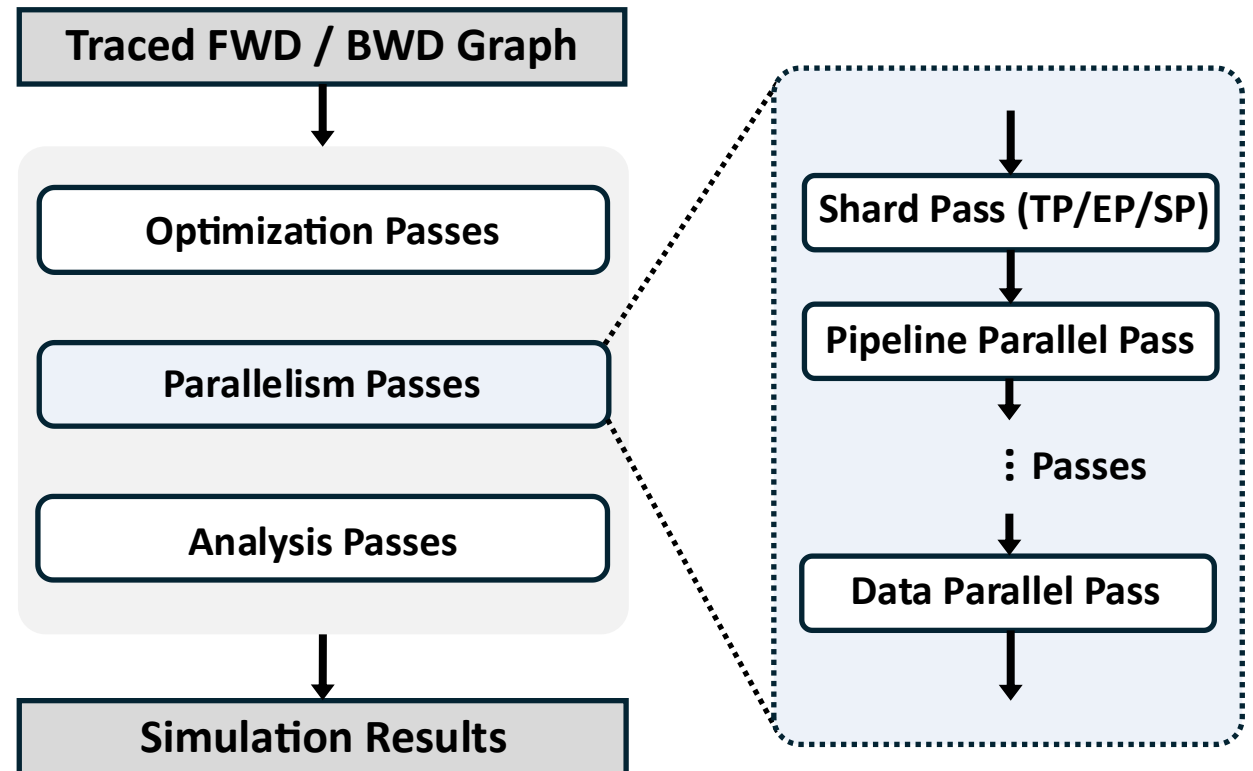 Traced FWD / BWD Graph
Optimization Passes
Parallelism Passes
Analysis Passes
Simulation Results
Shard Pass (TP/EP/SP)
Pipeline Parallel Pass
⋮ Passes
Data Parallel Pass